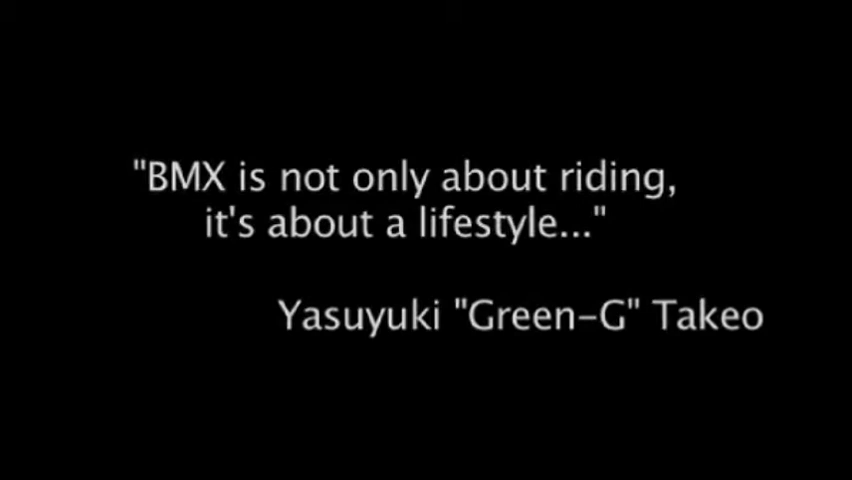 "BMX is not only about riding,
it's about a lifestyle..."
Yasuyuki "Green-G" Takeo